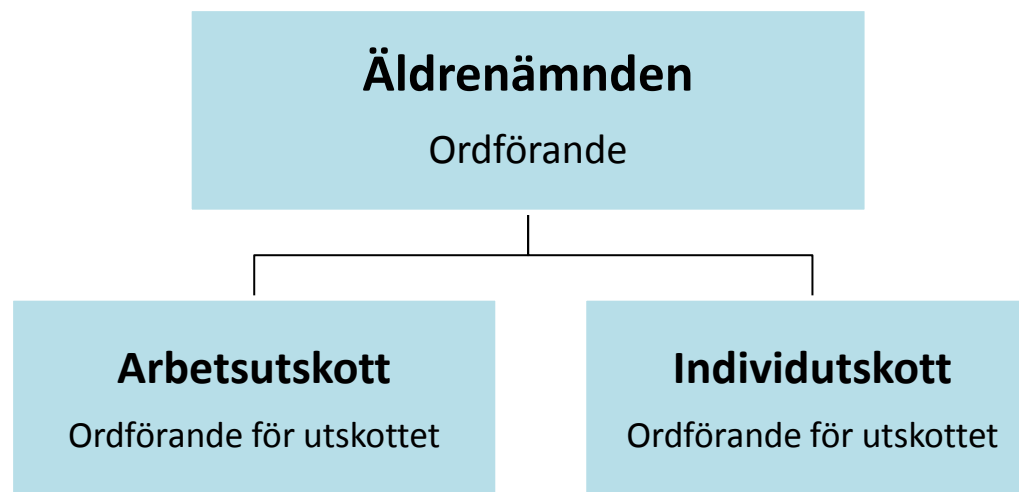 Äldrenämnden
Ordförande
Arbetsutskott
Ordförande för utskottet
Individutskott
Ordförande för utskottet